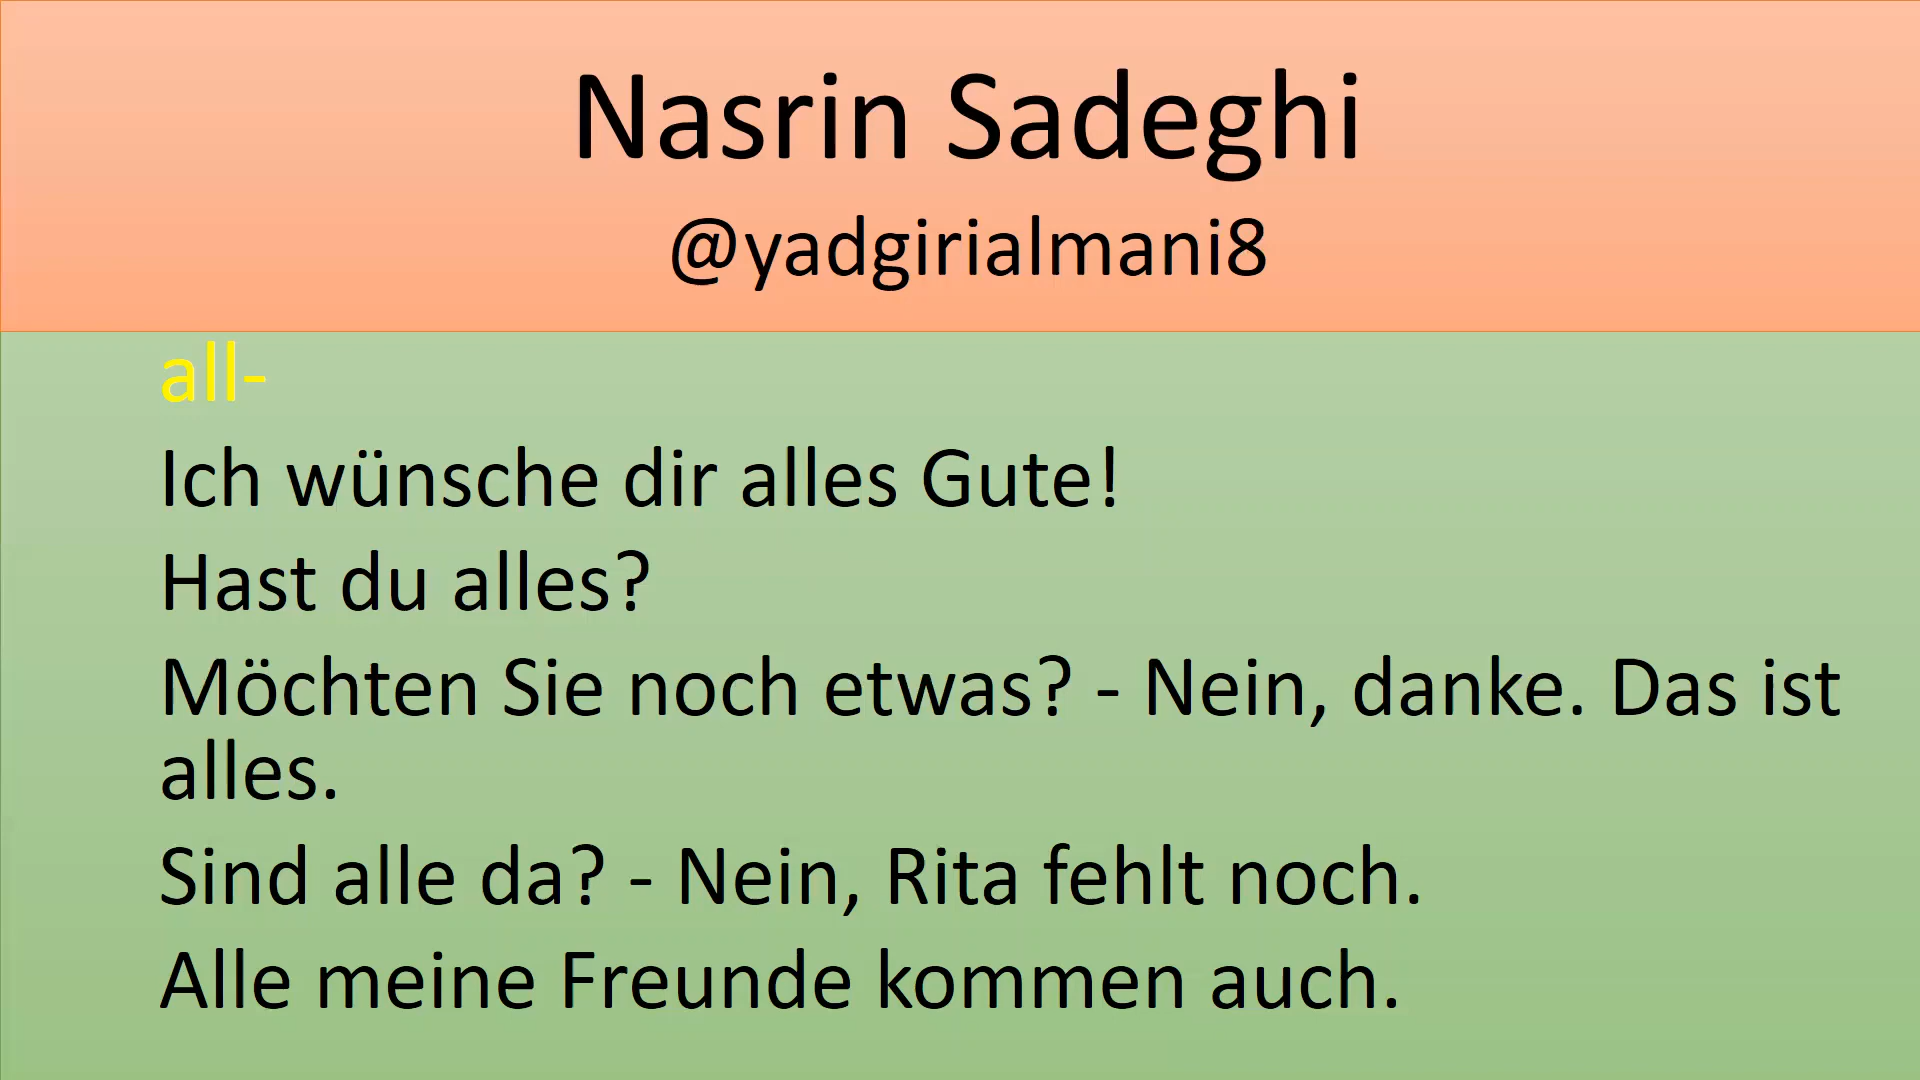 Nasrin Sadeghi
@yadgirialmani8
all-
Ich wünsche dir alles Gute!
Hast du alles?
Möchten Sie noch etwas? - Nein, danke. Das ist
alles.
Sind alle da? - Nein, Rita fehlt noch.
Alle meine Freunde kommen auch.